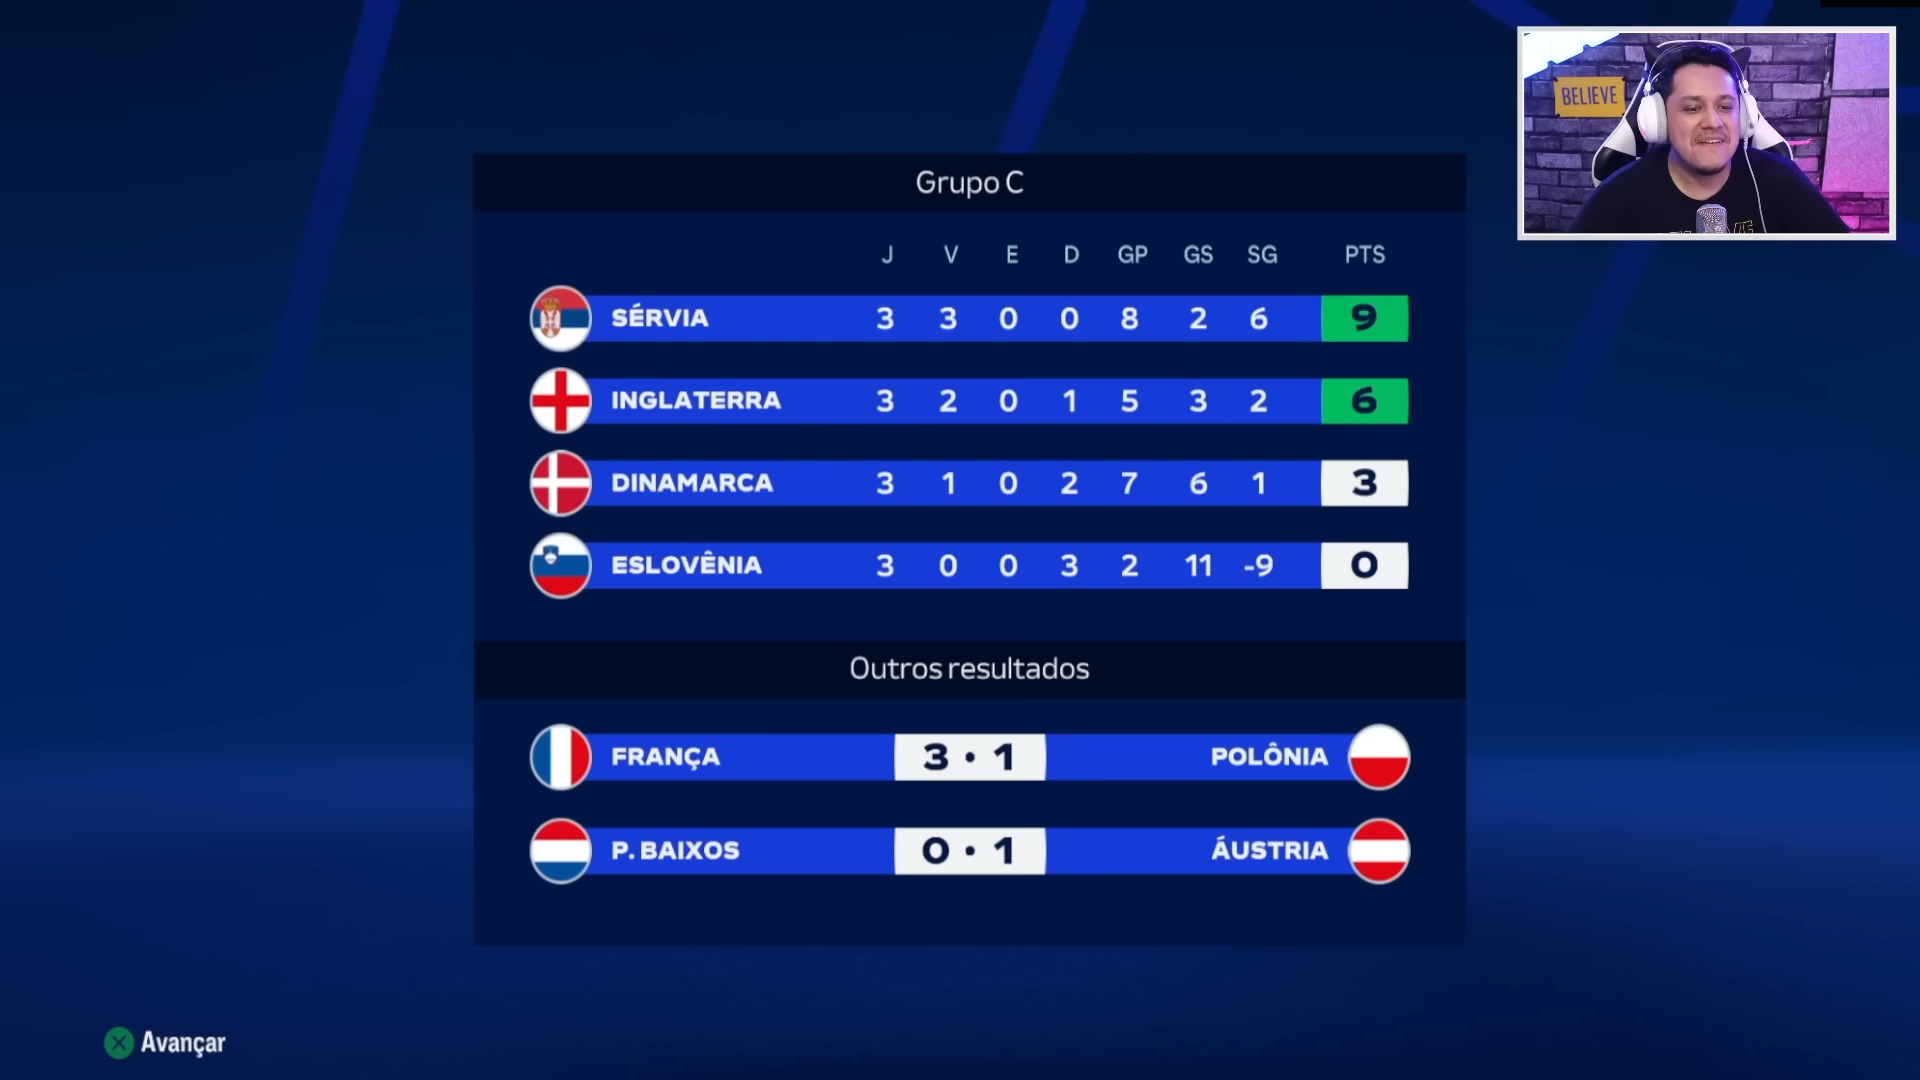 BELIEVE
Grupo C
J V E D GP GS SG PTS
SÉRVIA 3 3 0 0 8 2 6 9
INGLATERRA 3 2 0 1 5 3 2 6
DINAMARCA 3 1 0 2 7 6 1 3
ESLOVÊNIA 3 0 0 3 2 11 -9 0
Outros resultados
FRANÇA 3 • 1 POLÔNIA
P. BAIXOS 0 • 1 ÁUSTRIA
Avançar